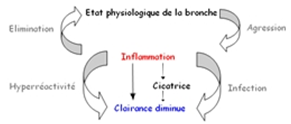 Etat physiologique de la bronche
Elimination
Agression
Inflammation
Hyperréactivité
Cicatrice
Infection
Clairance diminue